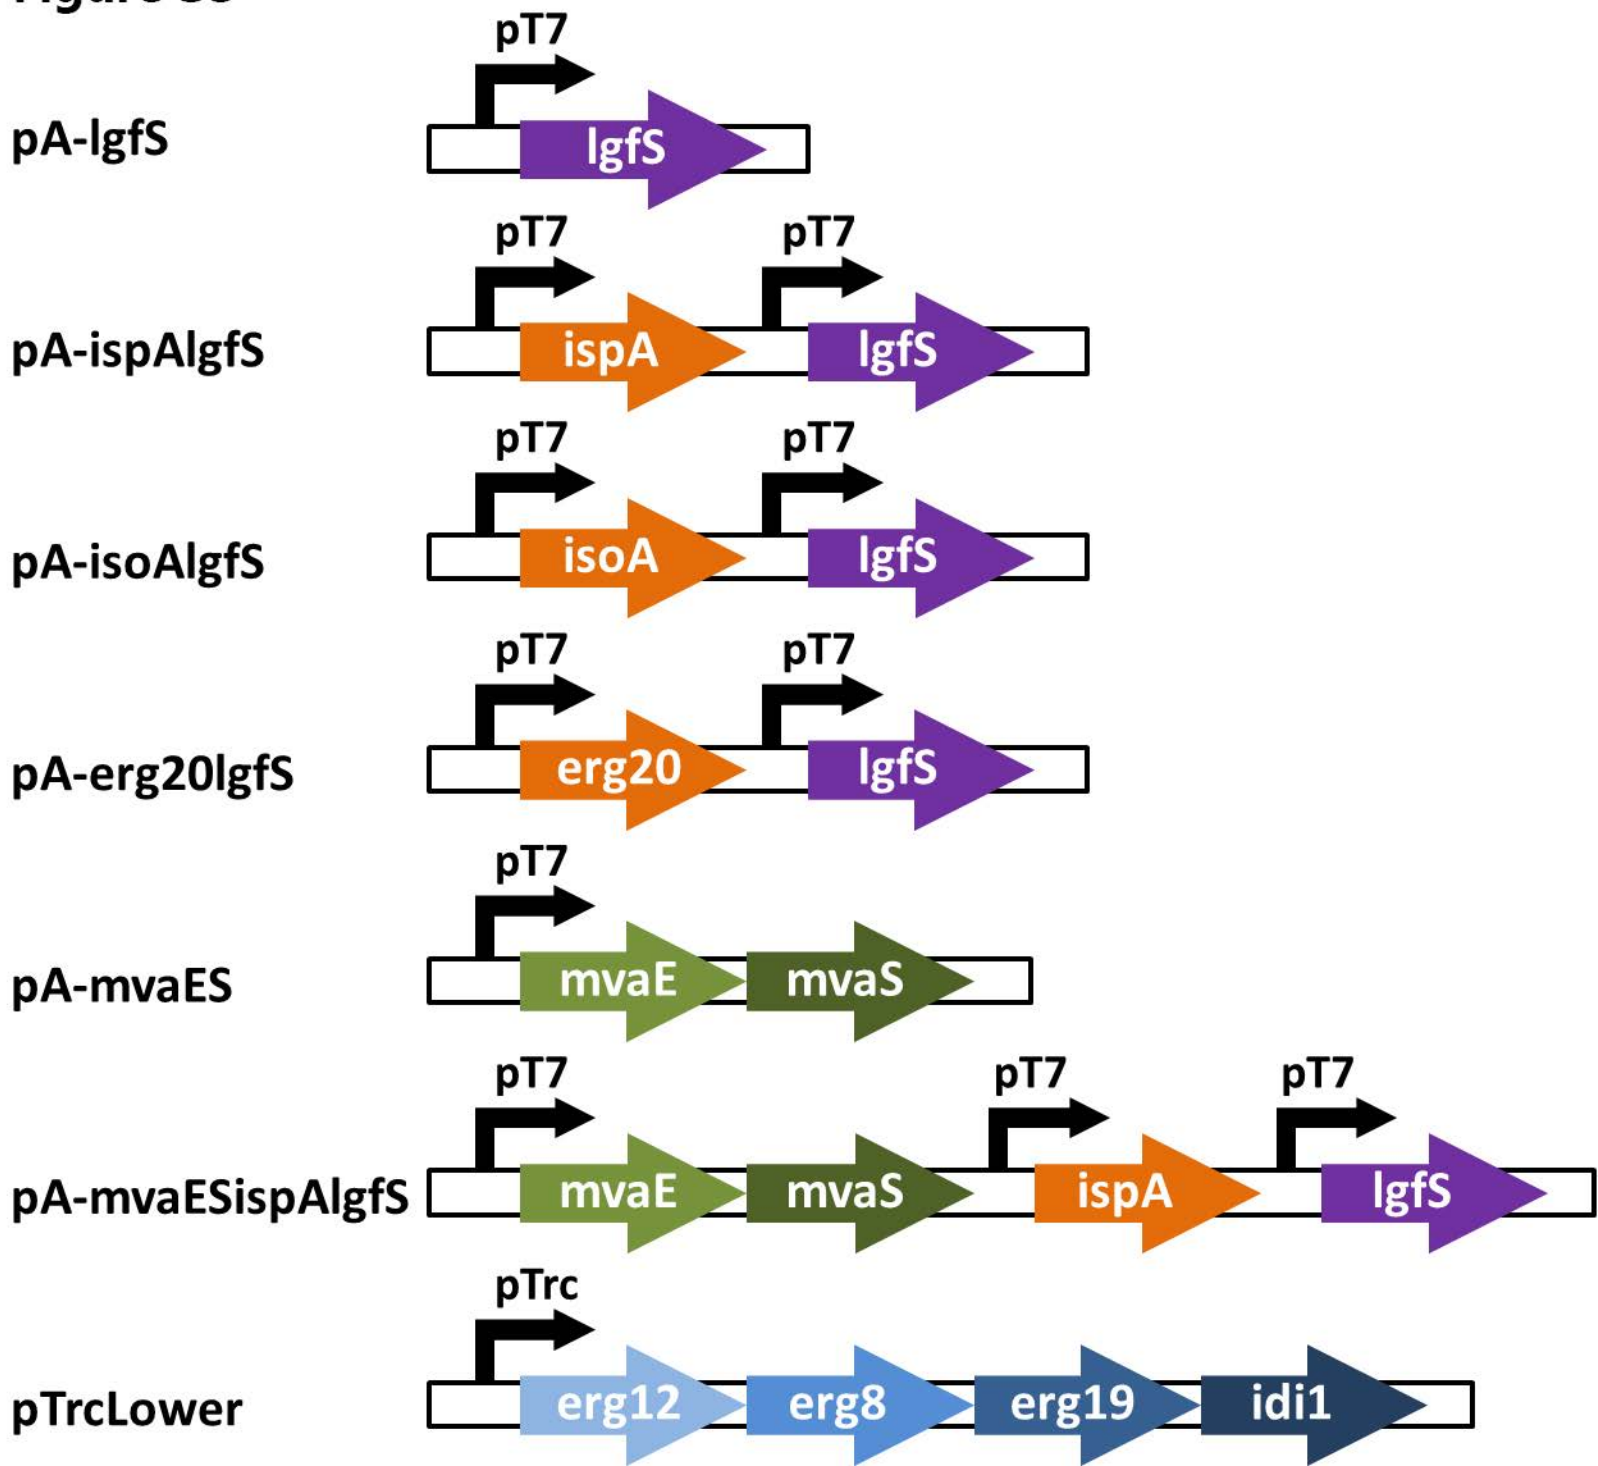 pT7
pA-lgfS
lgfS
pT7 pT7
pA-ispAlgfS
ispA lgfS
pT7 pT7
pA-isoAlgfS
isoA lgfS
pT7 pT7
pA-erg20lgfS
erg20 lgfS
pT7
pA-mvaES
mvaE mvaS
pT7 pT7 pT7
pA-mvaESispAlgfS
mvaE mvaS ispA lgfS
pTrc
pTrcLower
erg12 erg8 erg19 idi1